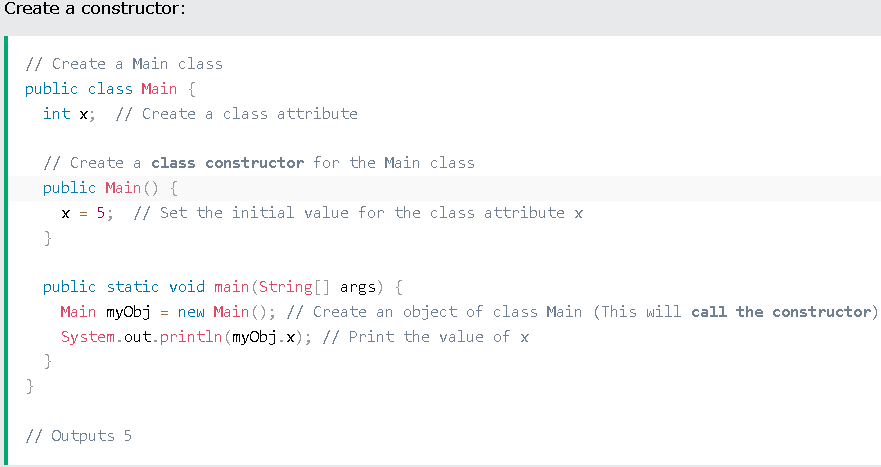 Create a constructor:
// Create a Main class
public class Main {
  int x;  // Create a class attribute

  // Create a class constructor for the Main class
  public Main() {
    x = 5;  // Set the initial value for the class attribute x
  }

  public static void main(String[] args) {
    Main myObj = new Main(); // Create an object of class Main (This will call the constructor)
    System.out.println(myObj.x); // Print the value of x
  }
}

// Outputs 5